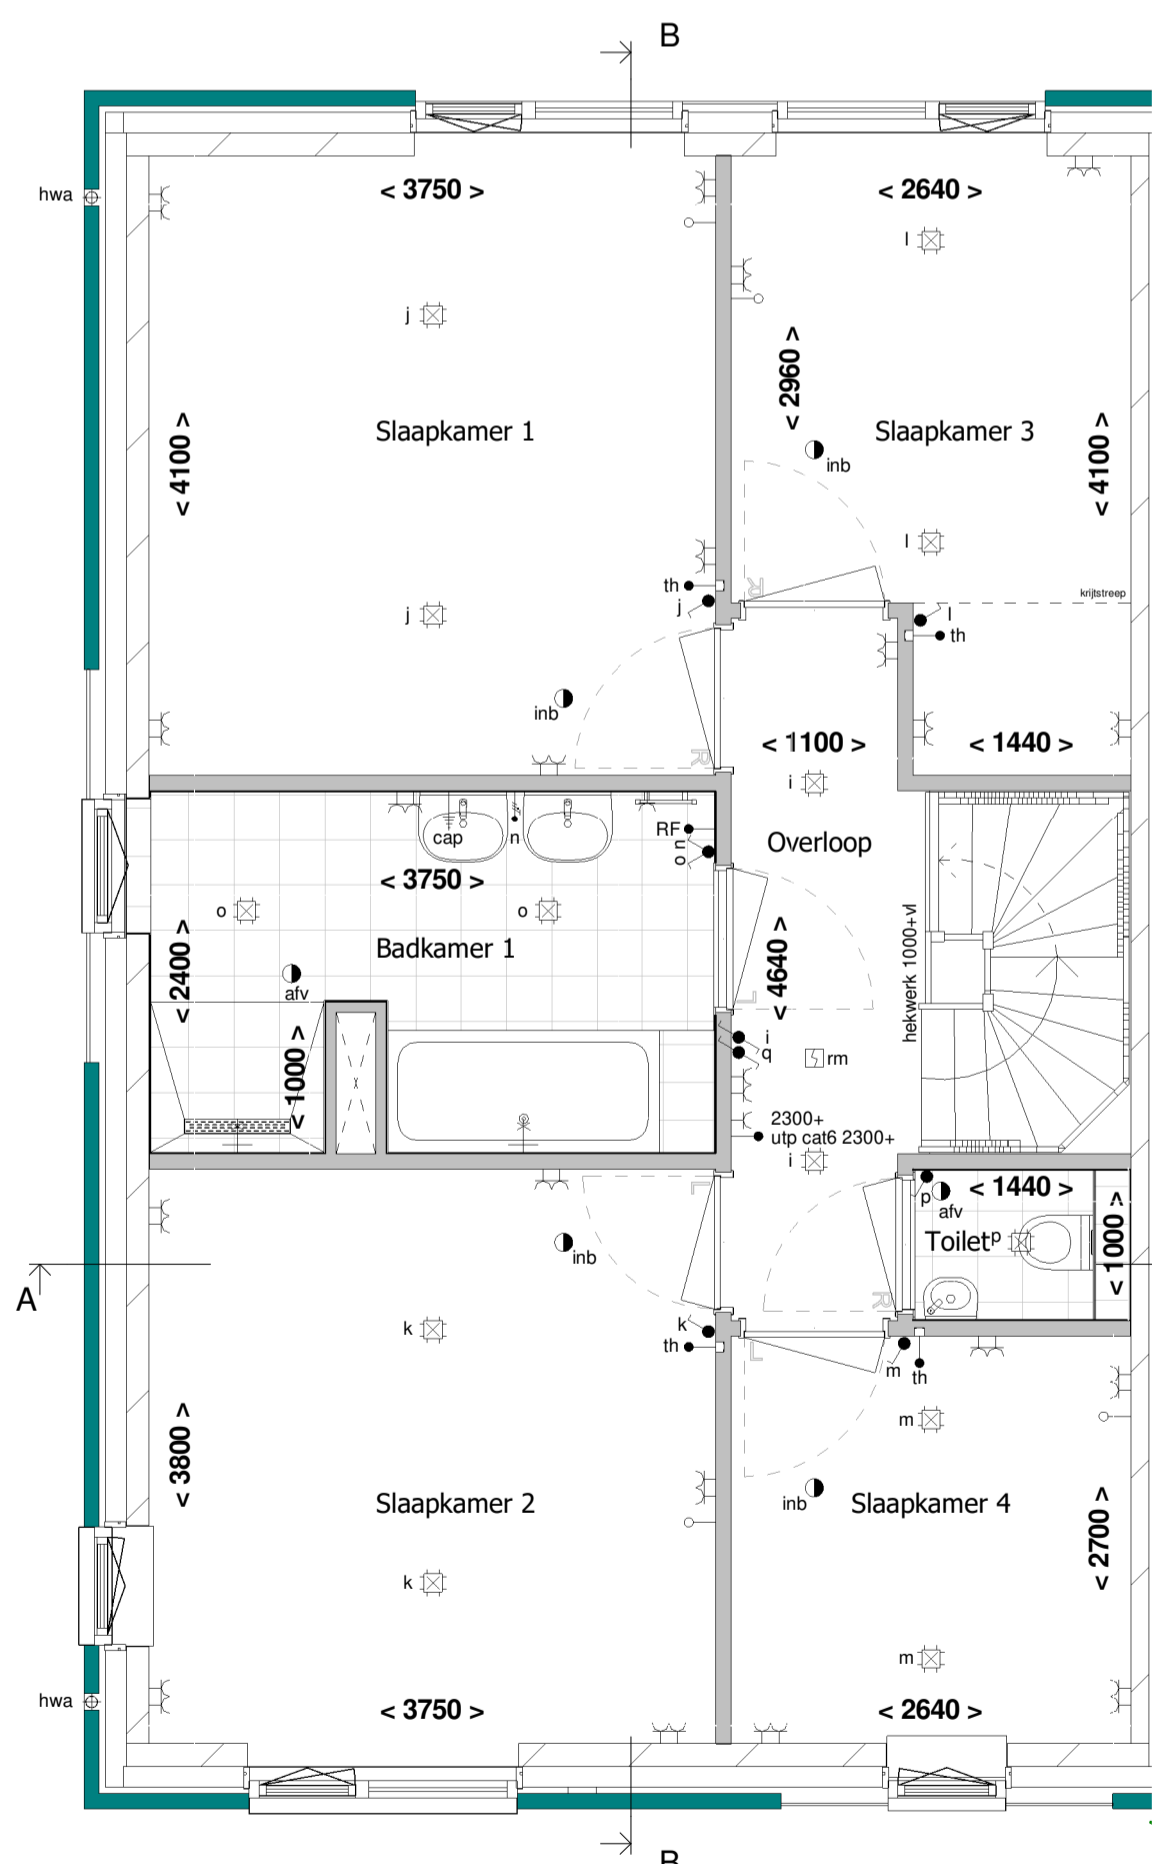 B
hwa
< 3750 >
< 2640 >
l
j
< 2960 >
Slaapkamer 1
Slaapkamer 3
< 4100 >
< 4100 >
inb
l
R
krijtstreep
th
j
l
th
j
inb
R
< 1100 >
< 1440 >
i
cap
n
RF
n
o
Overloop
< 3750 >
o
o
Badkamer 1
hekwerk 1000+vl
< 2400 >
< 4640 >
afv
L
i
q
rm
< 1000 >
2300+
utp cat6 2300+
i
L
p
afv
< 1440 >
< 1000 >
Toilet p
inb
A
R
k
k
th
L
m
th
m
< 3800 >
inb
Slaapkamer 2
Slaapkamer 4
< 2700 >
k
m
hwa
< 3750 >
< 2640 >
B